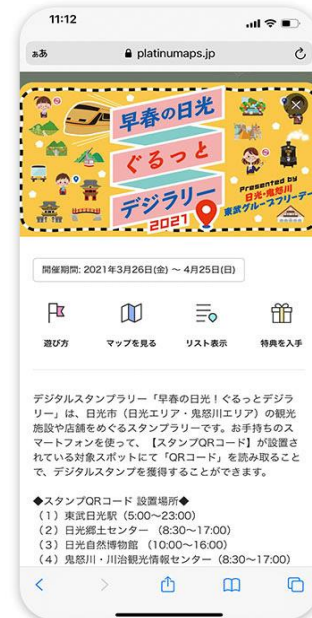 11:12
ぁあ platinumaps.jp
早春の日光
ぐるっと
デジラリー
2021
Presented by
日光・鬼怒川
東武グループフリーデー
開催期間: 2021年3月26日(金) ～ 4月25日(日)
遊び方 マップを見る リスト表示 特典を入手
デジタルスタンプラリー「早春の日光！ぐるっとデジラ
リー」は、日光市（日光エリア・鬼怒川エリア）の観光
施設や店舗をめぐるスタンプラリーです。お手持ちのス
マートフォンを使って、【スタンプQRコード】が設置さ
れている対象スポットにて「QRコード」を読み取ること
で、デジタルスタンプを獲得することができます。
◆スタンプQRコード 設置場所◆
（1）東武日光駅（5:00～23:00）
（2）日光郷土センター （8:30～17:00）
（3）日光自然博物館 （10:00～16:00）
（4）鬼怒川・川治観光情報センター（8:30～17:00）